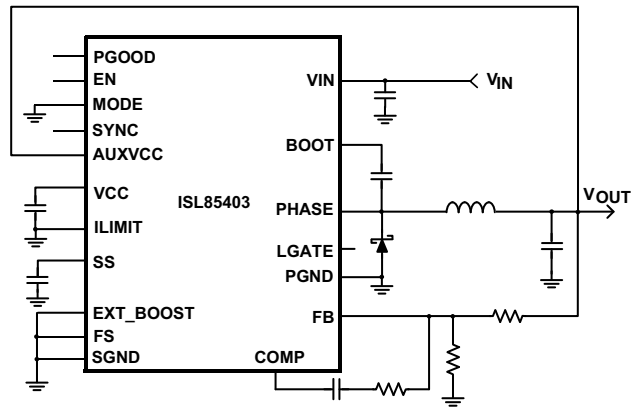 PGOOD
EN
MODE
SYNC
AUXVCC
VCC
ILIMIT
SS
EXT_BOOST
FS
SGND
ISL85403
VIN
BOOT
PHASE
LGATE
PGND
FB
COMP
VIN
VOUT